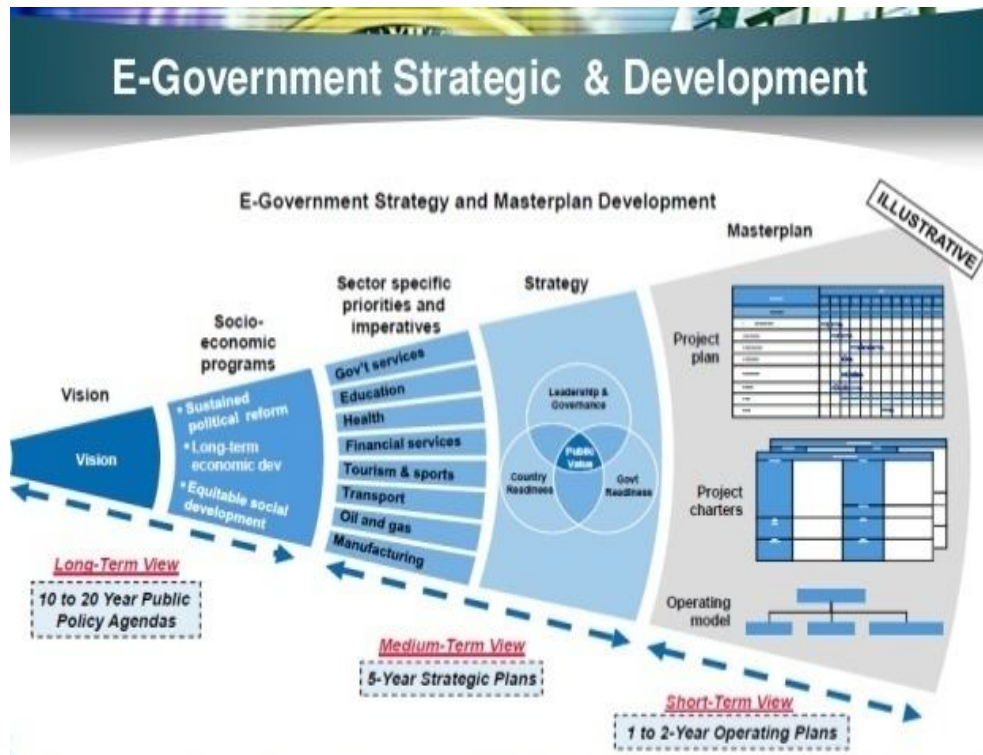 E-Government Strategic & Development
E-Government Strategy and Masterplan Development
ILLUSTRATIVE
Masterplan
Strategy
Sector specific
priorities and
imperatives
Socio-
economic
programs
Vision
Vision
• Sustained
political reform
• Long-term
economic dev
• Equitable social
development
Gov't services
Education
Health
Financial services
Tourism & sports
Transport
Oil and gas
Manufacturing
Leadership &
Governance
Public
Value
Country
Readiness
Govt
Readiness
Project
plan
Project
charters
Operating
model
Long-Term View
10 to 20 Year Public
Policy Agendas
Medium-Term View
5-Year Strategic Plans
Short-Term View
1 to 2-Year Operating Plans